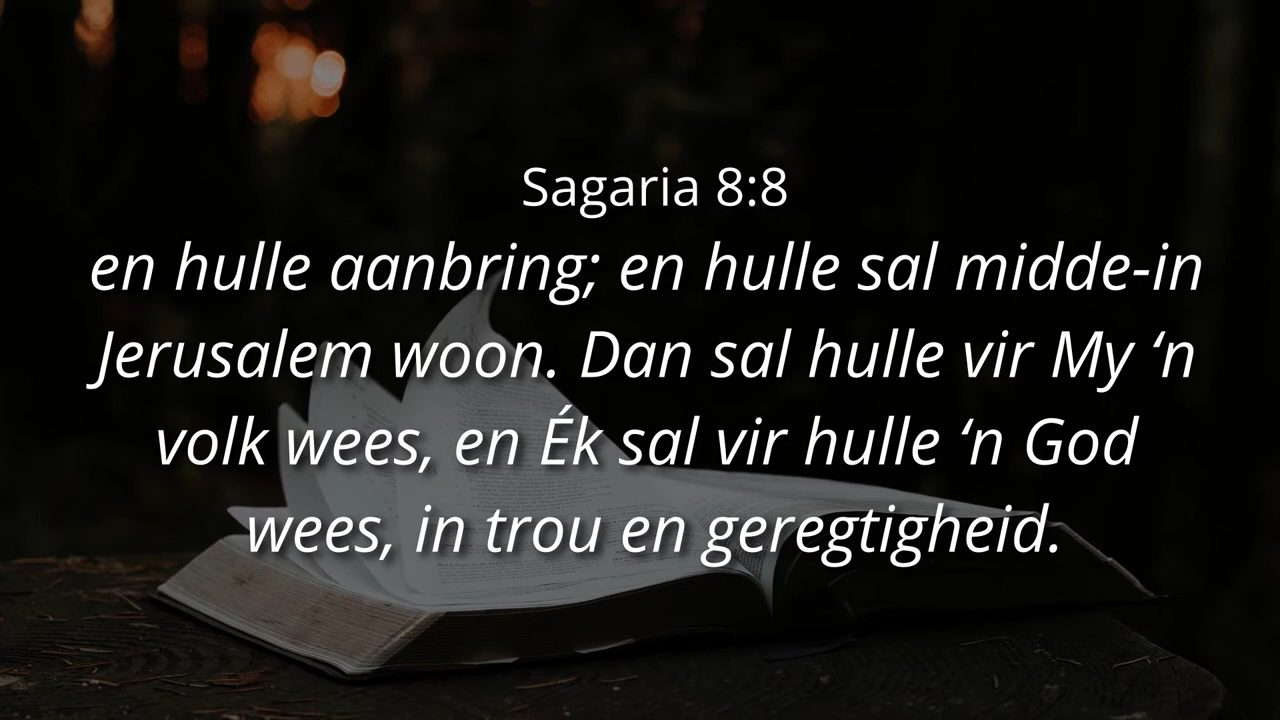 Sagaria 8:8
en hulle aanbring; en hulle sal midde-in
Jerusalem woon. Dan sal hulle vir My ‘n
volk wees, en Ék sal vir hulle ‘n God
wees, in trou en geregtigheid.